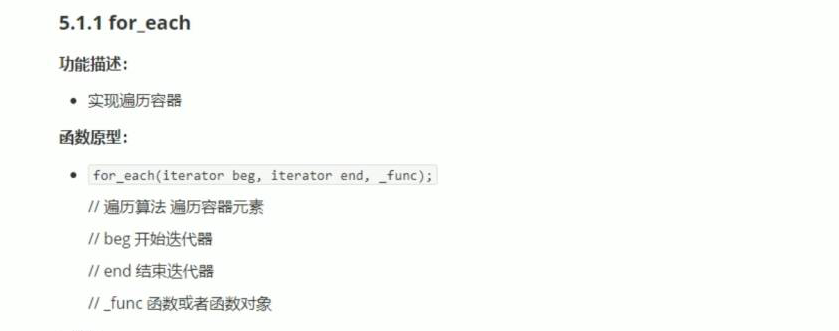 5.1.1 for_each
功能描述：
• 实现遍历容器
函数原型：
• for_each(iterator beg, iterator end, _func);
// 遍历算法 遍历容器元素
// beg 开始迭代器
// end 结束迭代器
// _func 函数或者函数对象